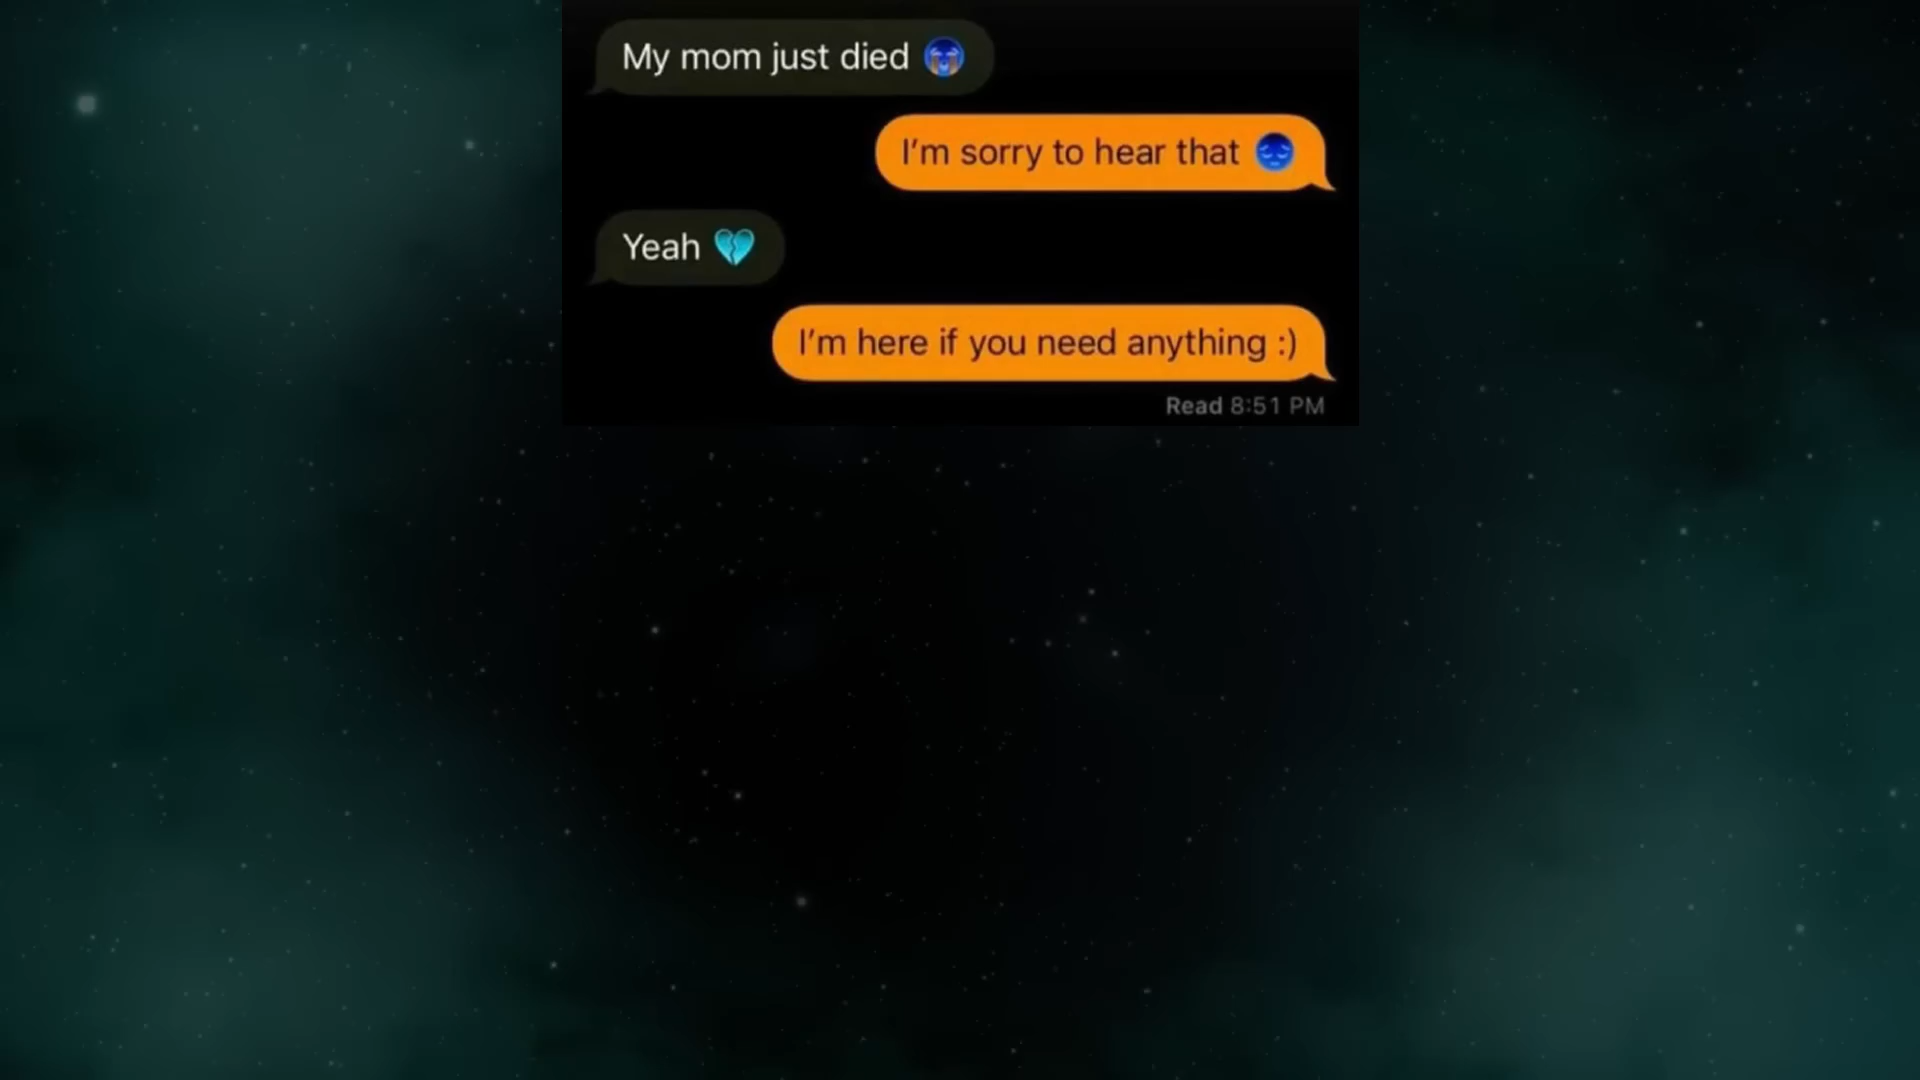 My mom just died 😭
I'm sorry to hear that 😔
Yeah 💔
I'm here if you need anything :)
Read 8:51 PM